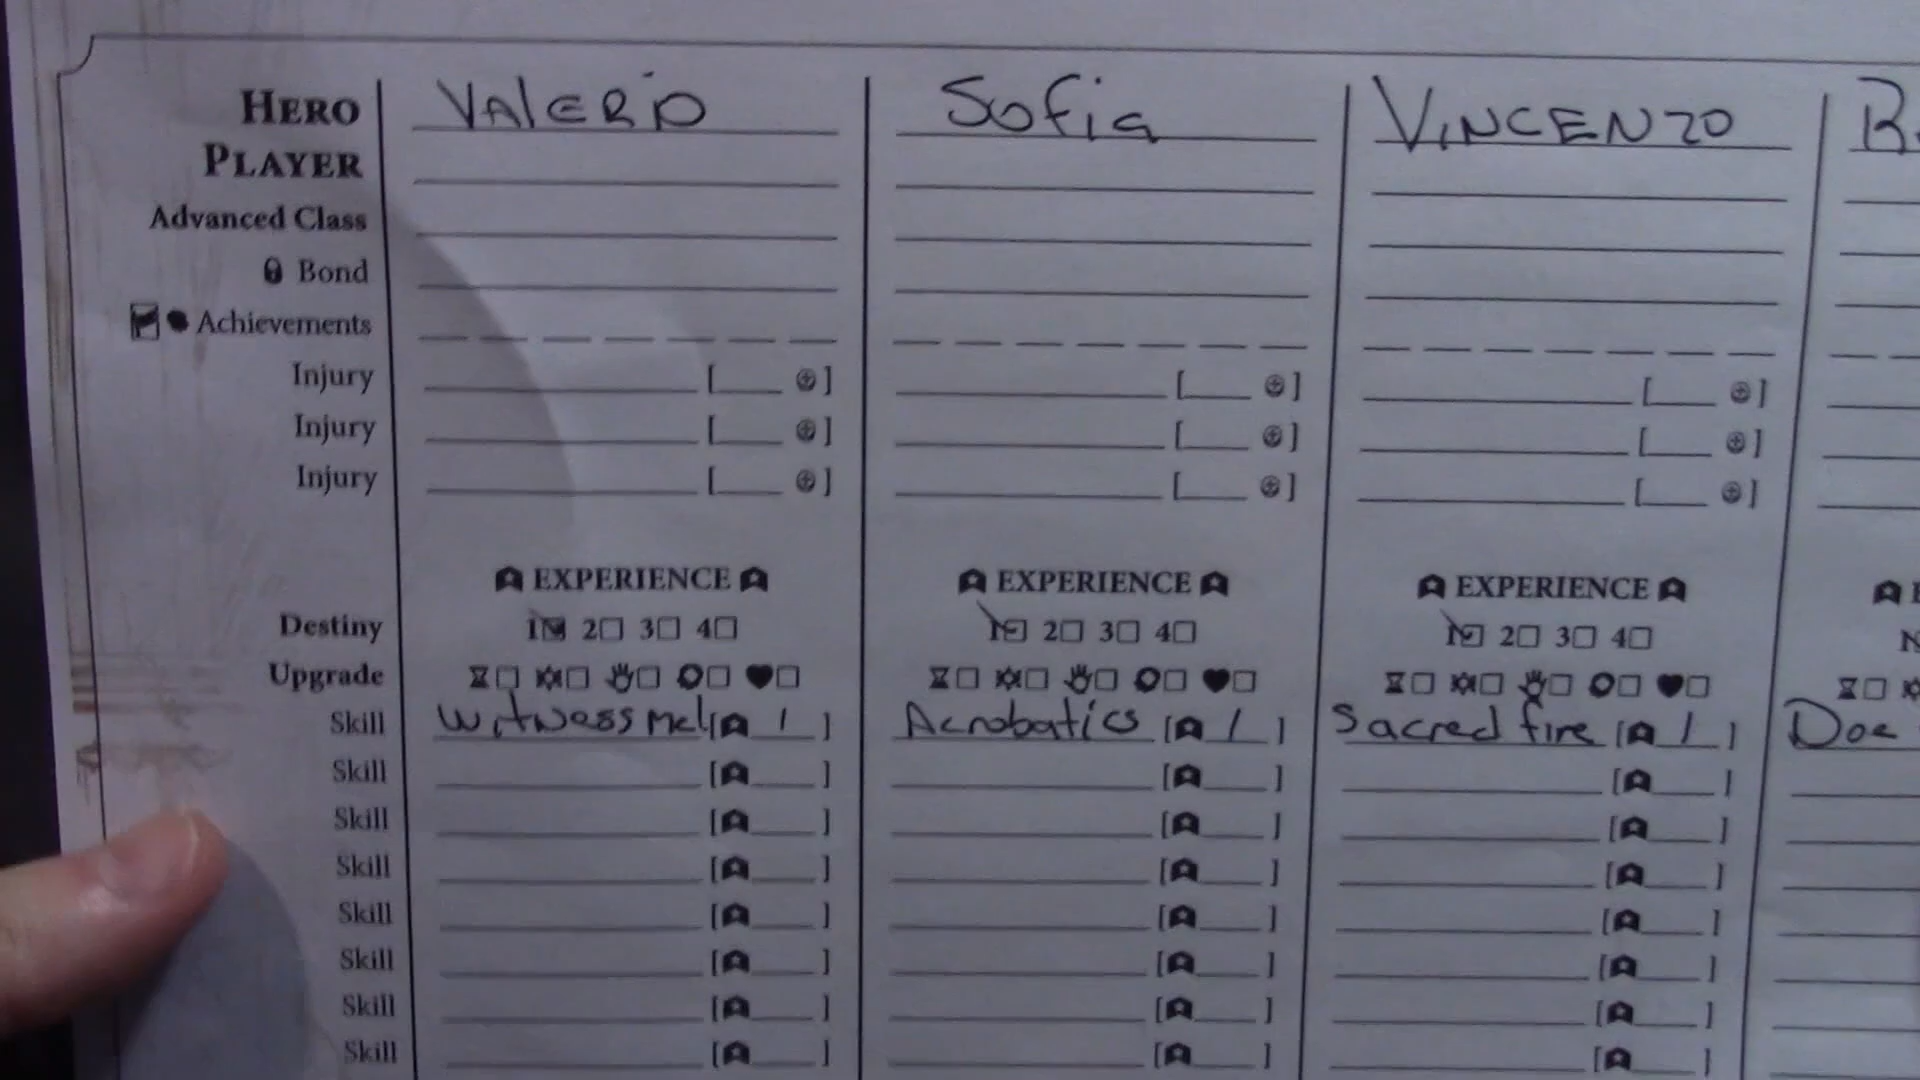 HERO VALERIO Sofia VINCENZO
PLAYER
Advanced Class
Bond
Achievements
Injury [ ] [ ] [ ]
Injury [ ] [ ] [ ]
Injury [ ] [ ] [ ]
EXPERIENCE EXPERIENCE EXPERIENCE
Destiny 1 2 3 4 1 2 3 4 1 2 3 4
Upgrade
Skill Witness me! [ 1 ] Acrobatics [ 1 ] Sacred fire [ 1 ]
Skill [ ] [ ] [ ]
Skill [ ] [ ] [ ]
Skill [ ] [ ] [ ]
Skill [ ] [ ] [ ]
Skill [ ] [ ] [ ]
Skill [ ] [ ] [ ]
Skill [ ] [ ] [ ]